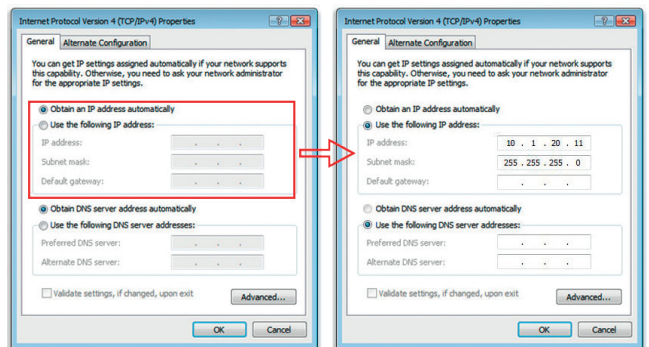 Internet Protocol Version 4 (TCP/IPv4) Properties
General
Alternate Configuration
You can get IP settings assigned automatically if your network supports
this capability. Otherwise, you need to ask your network administrator
for the appropriate IP settings.
Obtain an IP address automatically
Use the following IP address:
IP address:
Subnet mask:
Default gateway:
Obtain DNS server address automatically
Use the following DNS server addresses:
Preferred DNS server:
Alternate DNS server:
Validate settings, if changed, upon exit
Advanced...
OK
Cancel
Internet Protocol Version 4 (TCP/IPv4) Properties
General
Alternate Configuration
You can get IP settings assigned automatically if your network supports
this capability. Otherwise, you need to ask your network administrator
for the appropriate IP settings.
Obtain an IP address automatically
Use the following IP address:
IP address: 10 . 1 . 20 . 11
Subnet mask: 255 . 255 . 255 . 0
Default gateway:
Obtain DNS server address automatically
Use the following DNS server addresses:
Preferred DNS server:
Alternate DNS server:
Validate settings, if changed, upon exit
Advanced...
OK
Cancel